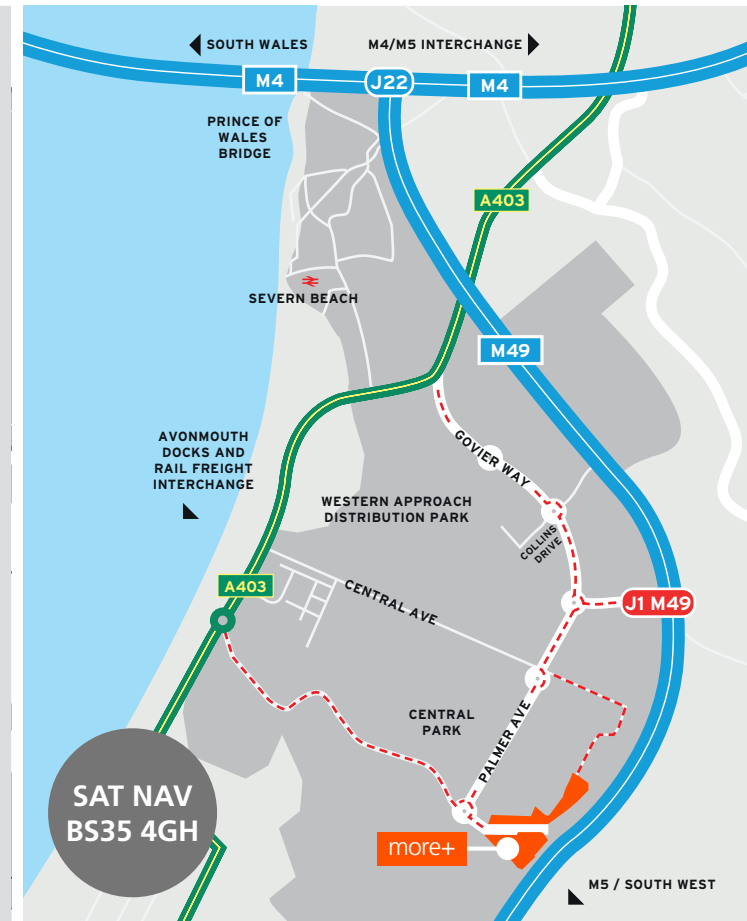 SOUTH WALES
M4/M5 INTERCHANGE
M4
J22
M4
PRINCE OF
WALES
BRIDGE
A403
SEVERN BEACH
M49
AVONMOUTH
DOCKS AND
RAIL FREIGHT
INTERCHANGE
GOVIER WAY
WESTERN APPROACH
DISTRIBUTION PARK
COLLINS
DRIVE
A403
CENTRAL AVE
J1 M49
CENTRAL
PARK
PALMER AVE
SAT NAV
BS35 4GH
more+
M5 / SOUTH WEST